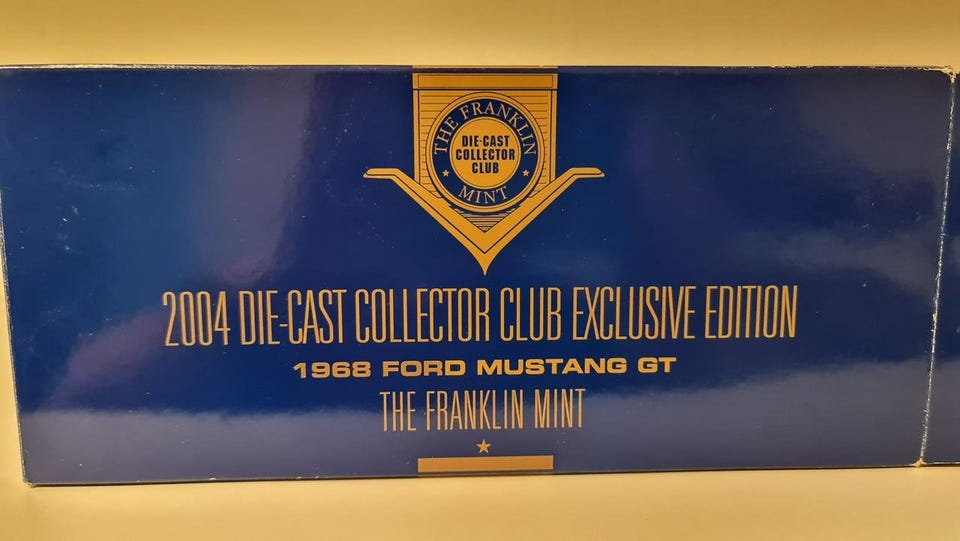 THE FRANKLIN
DIE-CAST
COLLECTOR
CLUB
MINT
2004 DIE-CAST COLLECTOR CLUB EXCLUSIVE EDITION
1968 FORD MUSTANG GT
THE FRANKLIN MINT